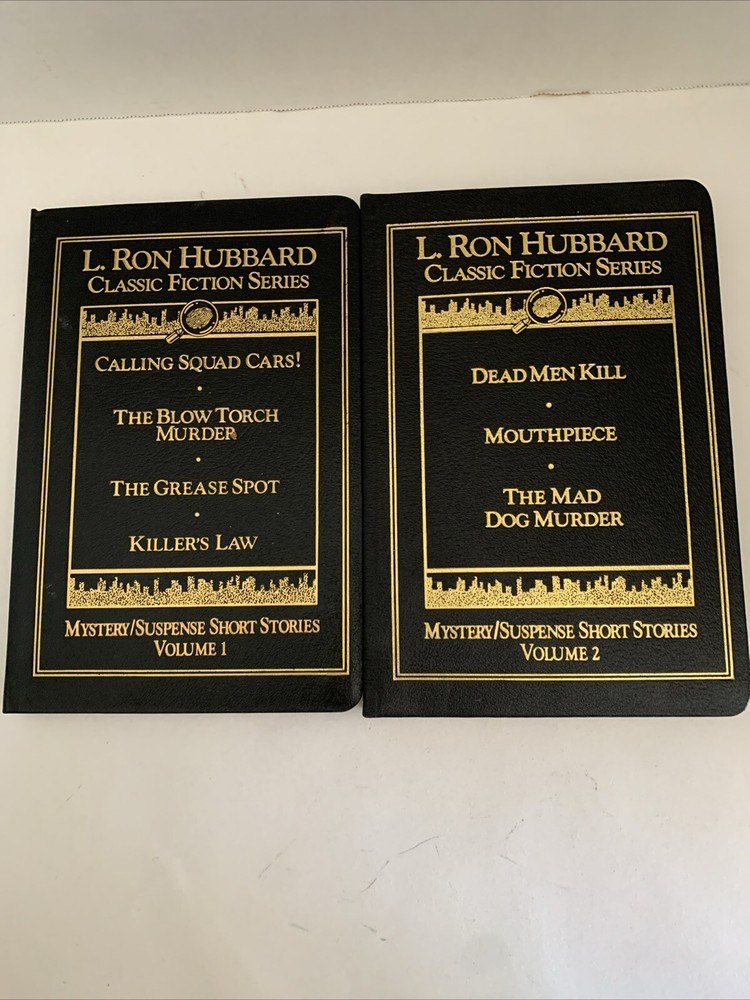 L. RON HUBBARD
CLASSIC FICTION SERIES
CALLING SQUAD CARS!
•
THE BLOW TORCH
MURDER
•
THE GREASE SPOT
•
KILLER'S LAW
MYSTERY/SUSPENSE SHORT STORIES
VOLUME 1
L. RON HUBBARD
CLASSIC FICTION SERIES
DEAD MEN KILL
•
MOUTHPIECE
•
THE MAD
DOG MURDER
MYSTERY/SUSPENSE SHORT STORIES
VOLUME 2